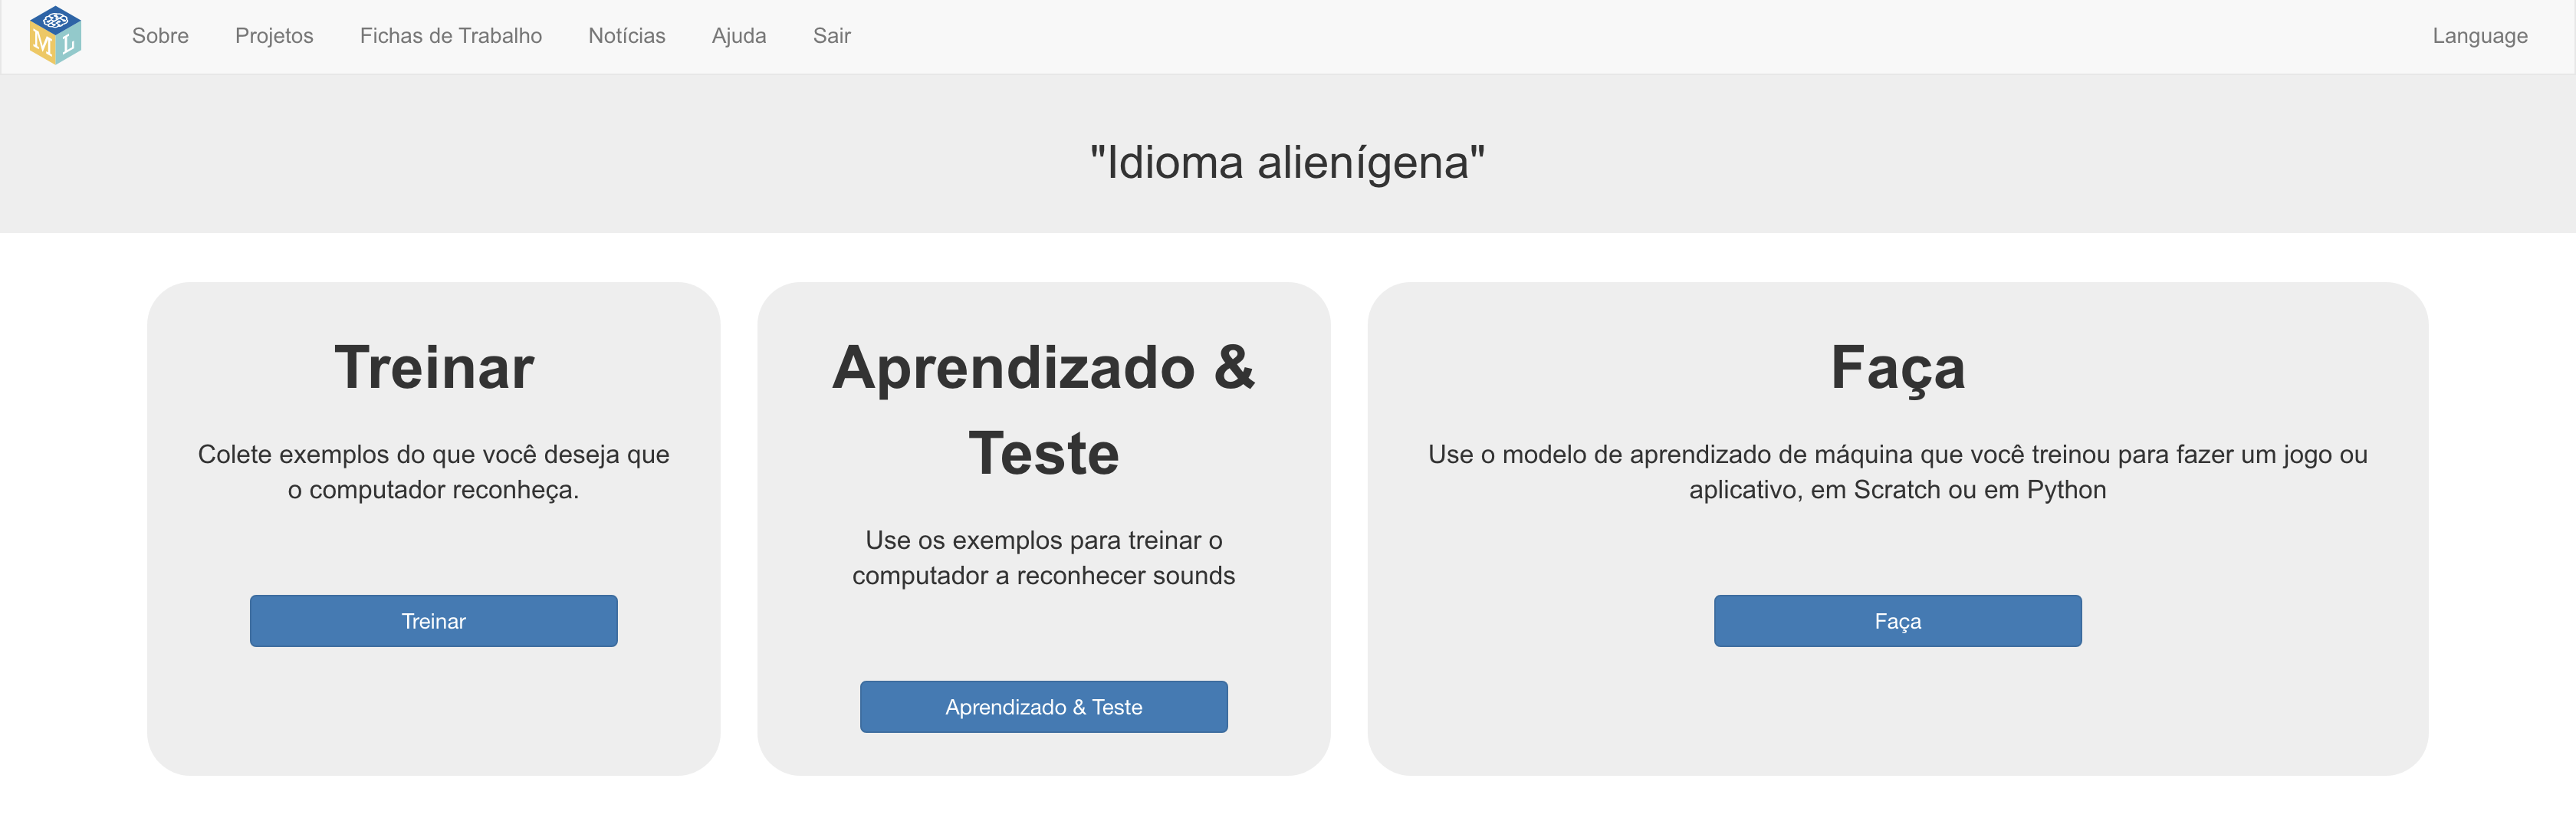 M L
Sobre Projetos Fichas de Trabalho Notícias Ajuda Sair Language
"Idioma alienígena"
Treinar
Colete exemplos do que você deseja que
o computador reconheça.
Treinar
Aprendizado &
Teste
Use os exemplos para treinar o
computador a reconhecer sounds
Aprendizado & Teste
Faça
Use o modelo de aprendizado de máquina que você treinou para fazer um jogo ou
aplicativo, em Scratch ou em Python
Faça